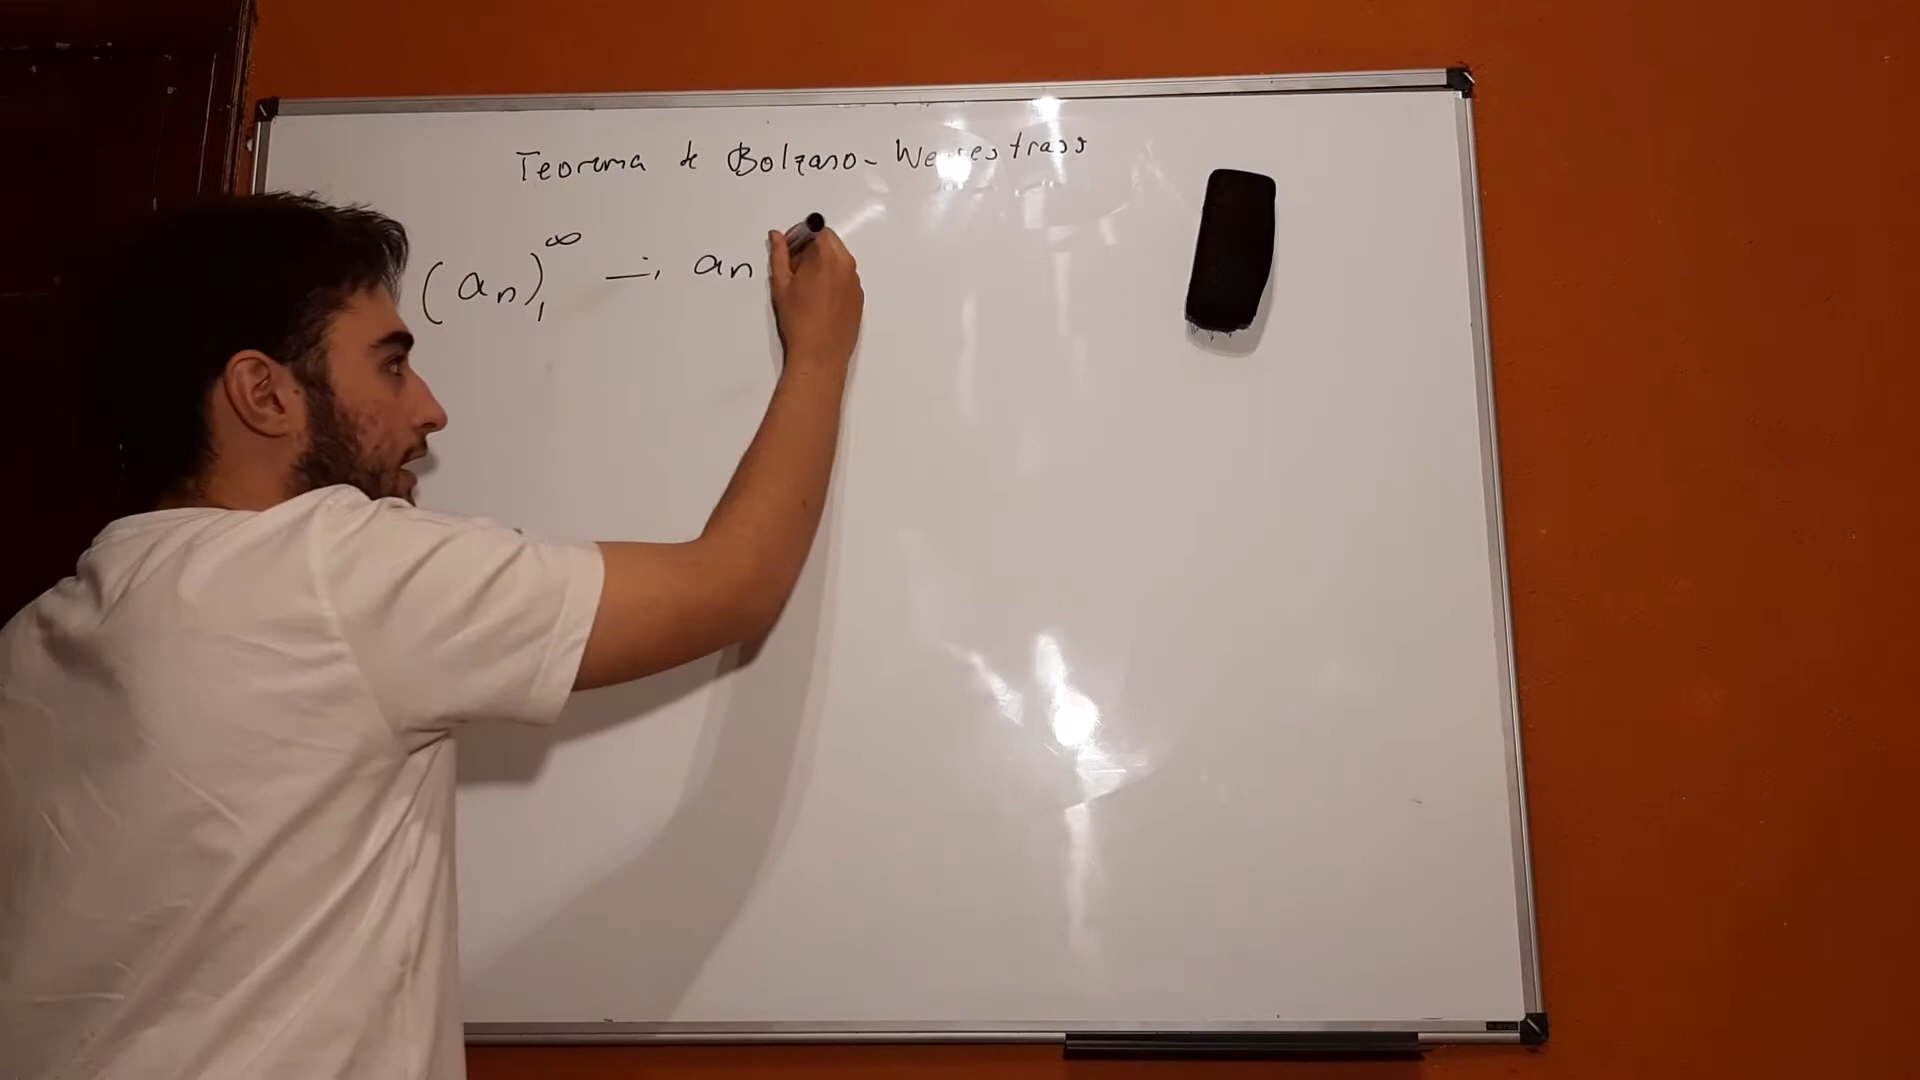 Teorema de Bolzano-Weierstrass
(aₙ)₁^∞ → aₙ